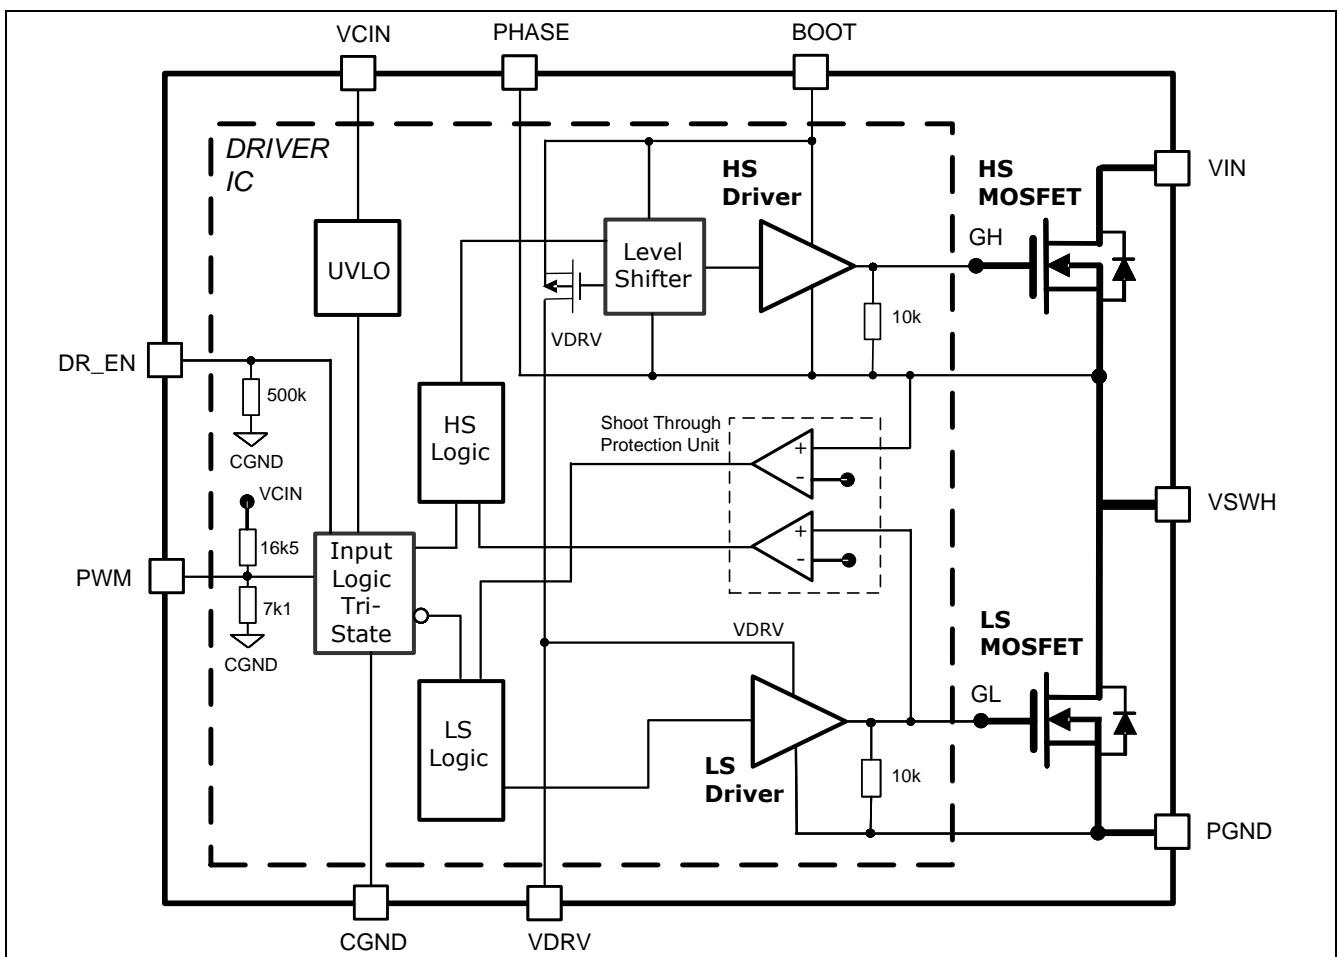 VCIN
PHASE
BOOT
DRIVER
IC
HS
Driver
HS
MOSFET
VIN
GH
UVLO
Level
Shifter
VDRV
10k
DR_EN
500k
CGND
HS
Logic
Shoot Through
Protection Unit
+
-
VCIN
16k5
PWM
7k1
CGND
Input
Logic
Tri-
State
+
-
VSWH
VDRV
LS
MOSFET
GL
LS
Logic
LS
Driver
10k
PGND
CGND
VDRV